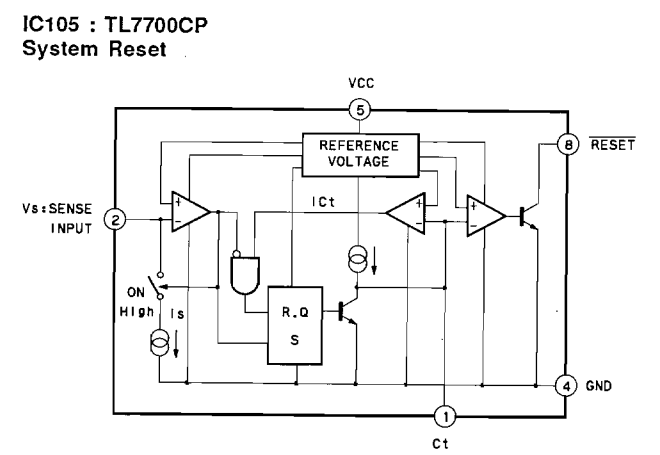 IC105 : TL7700CP
System Reset
VCC
5
REFERENCE
VOLTAGE
8
RESET
Vs:SENSE
INPUT
2
+
−
ICt
+
−
+
−
ON
High
Is
R.Q
S
4
GND
1
Ct